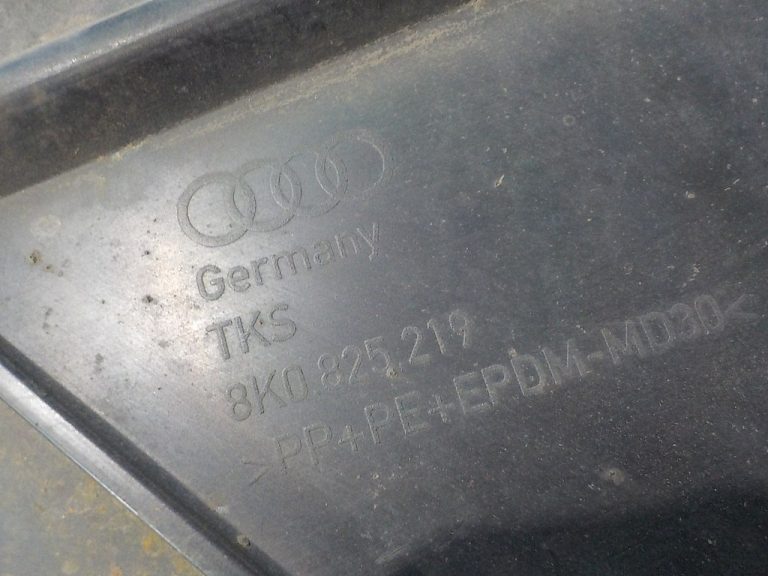 Germany
TKS
8K0.825.219
>PP+PE+EPDM-MD30<